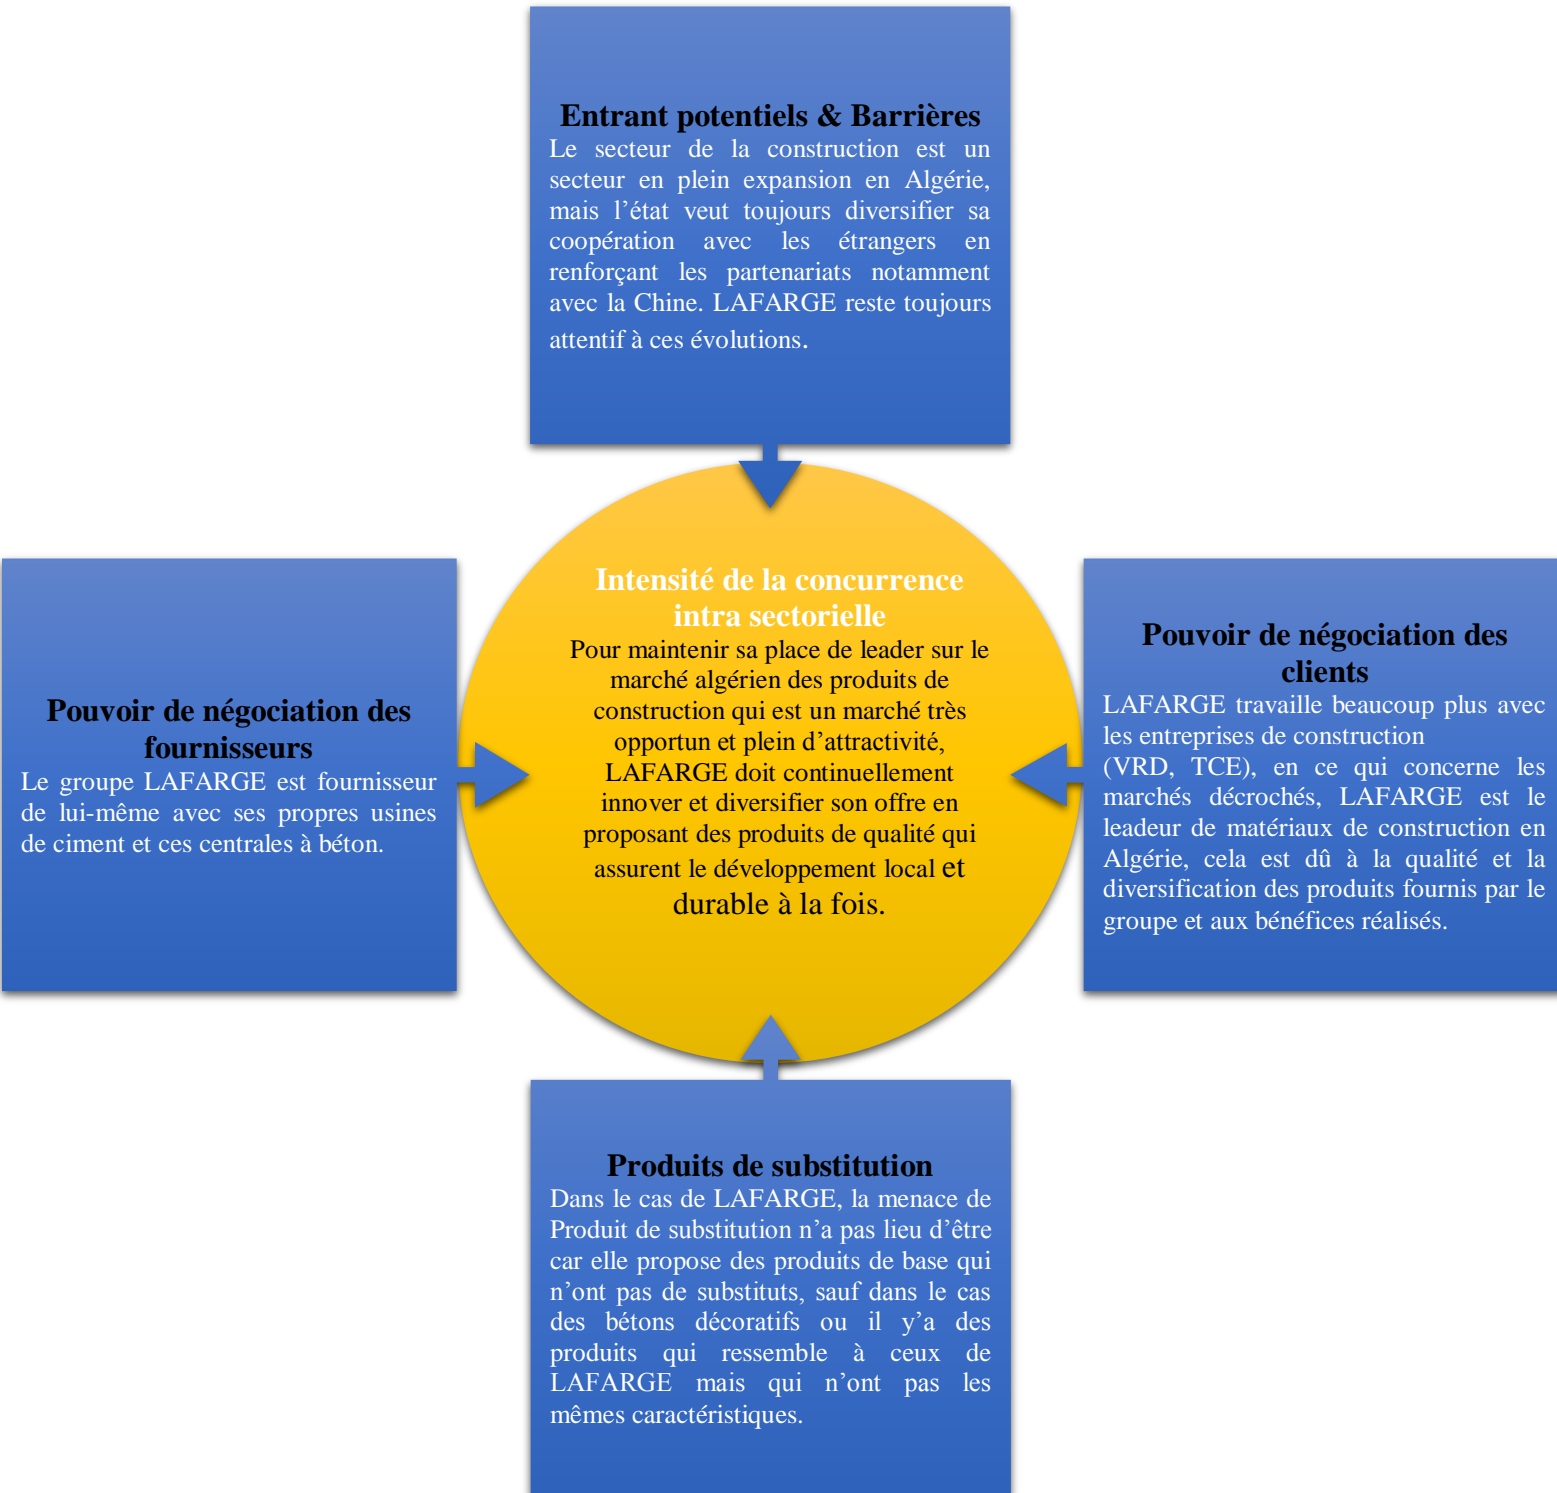 Entrant potentiels & Barrières
Le secteur de la construction est un
secteur en plein expansion en Algérie,
mais l’état veut toujours diversifier sa
coopération avec les étrangers en
renforçant les partenariats notamment
avec la Chine. LAFARGE reste toujours
attentif à ces évolutions.
Pouvoir de négociation des
fournisseurs
Le groupe LAFARGE est fournisseur
de lui-même avec ses propres usines
de ciment et ces centrales à béton.
Intensité de la concurrence
intra sectorielle
Pour maintenir sa place de leader sur le
marché algérien des produits de
construction qui est un marché très
opportun et plein d’attractivité,
LAFARGE doit continuellement
innover et diversifier son offre en
proposant des produits de qualité qui
assurent le développement local et
durable à la fois.
Pouvoir de négociation des
clients
LAFARGE travaille beaucoup plus avec
les entreprises de construction
(VRD, TCE), en ce qui concerne les
marchés décrochés, LAFARGE est le
leadeur de matériaux de construction en
Algérie, cela est dû à la qualité et la
diversification des produits fournis par le
groupe et aux bénéfices réalisés.
Produits de substitution
Dans le cas de LAFARGE, la menace de
Produit de substitution n’a pas lieu d’être
car elle propose des produits de base qui
n’ont pas de substituts, sauf dans le cas
des bétons décoratifs ou il y’a des
produits qui ressemble à ceux de
LAFARGE mais qui n’ont pas les
mêmes caractéristiques.